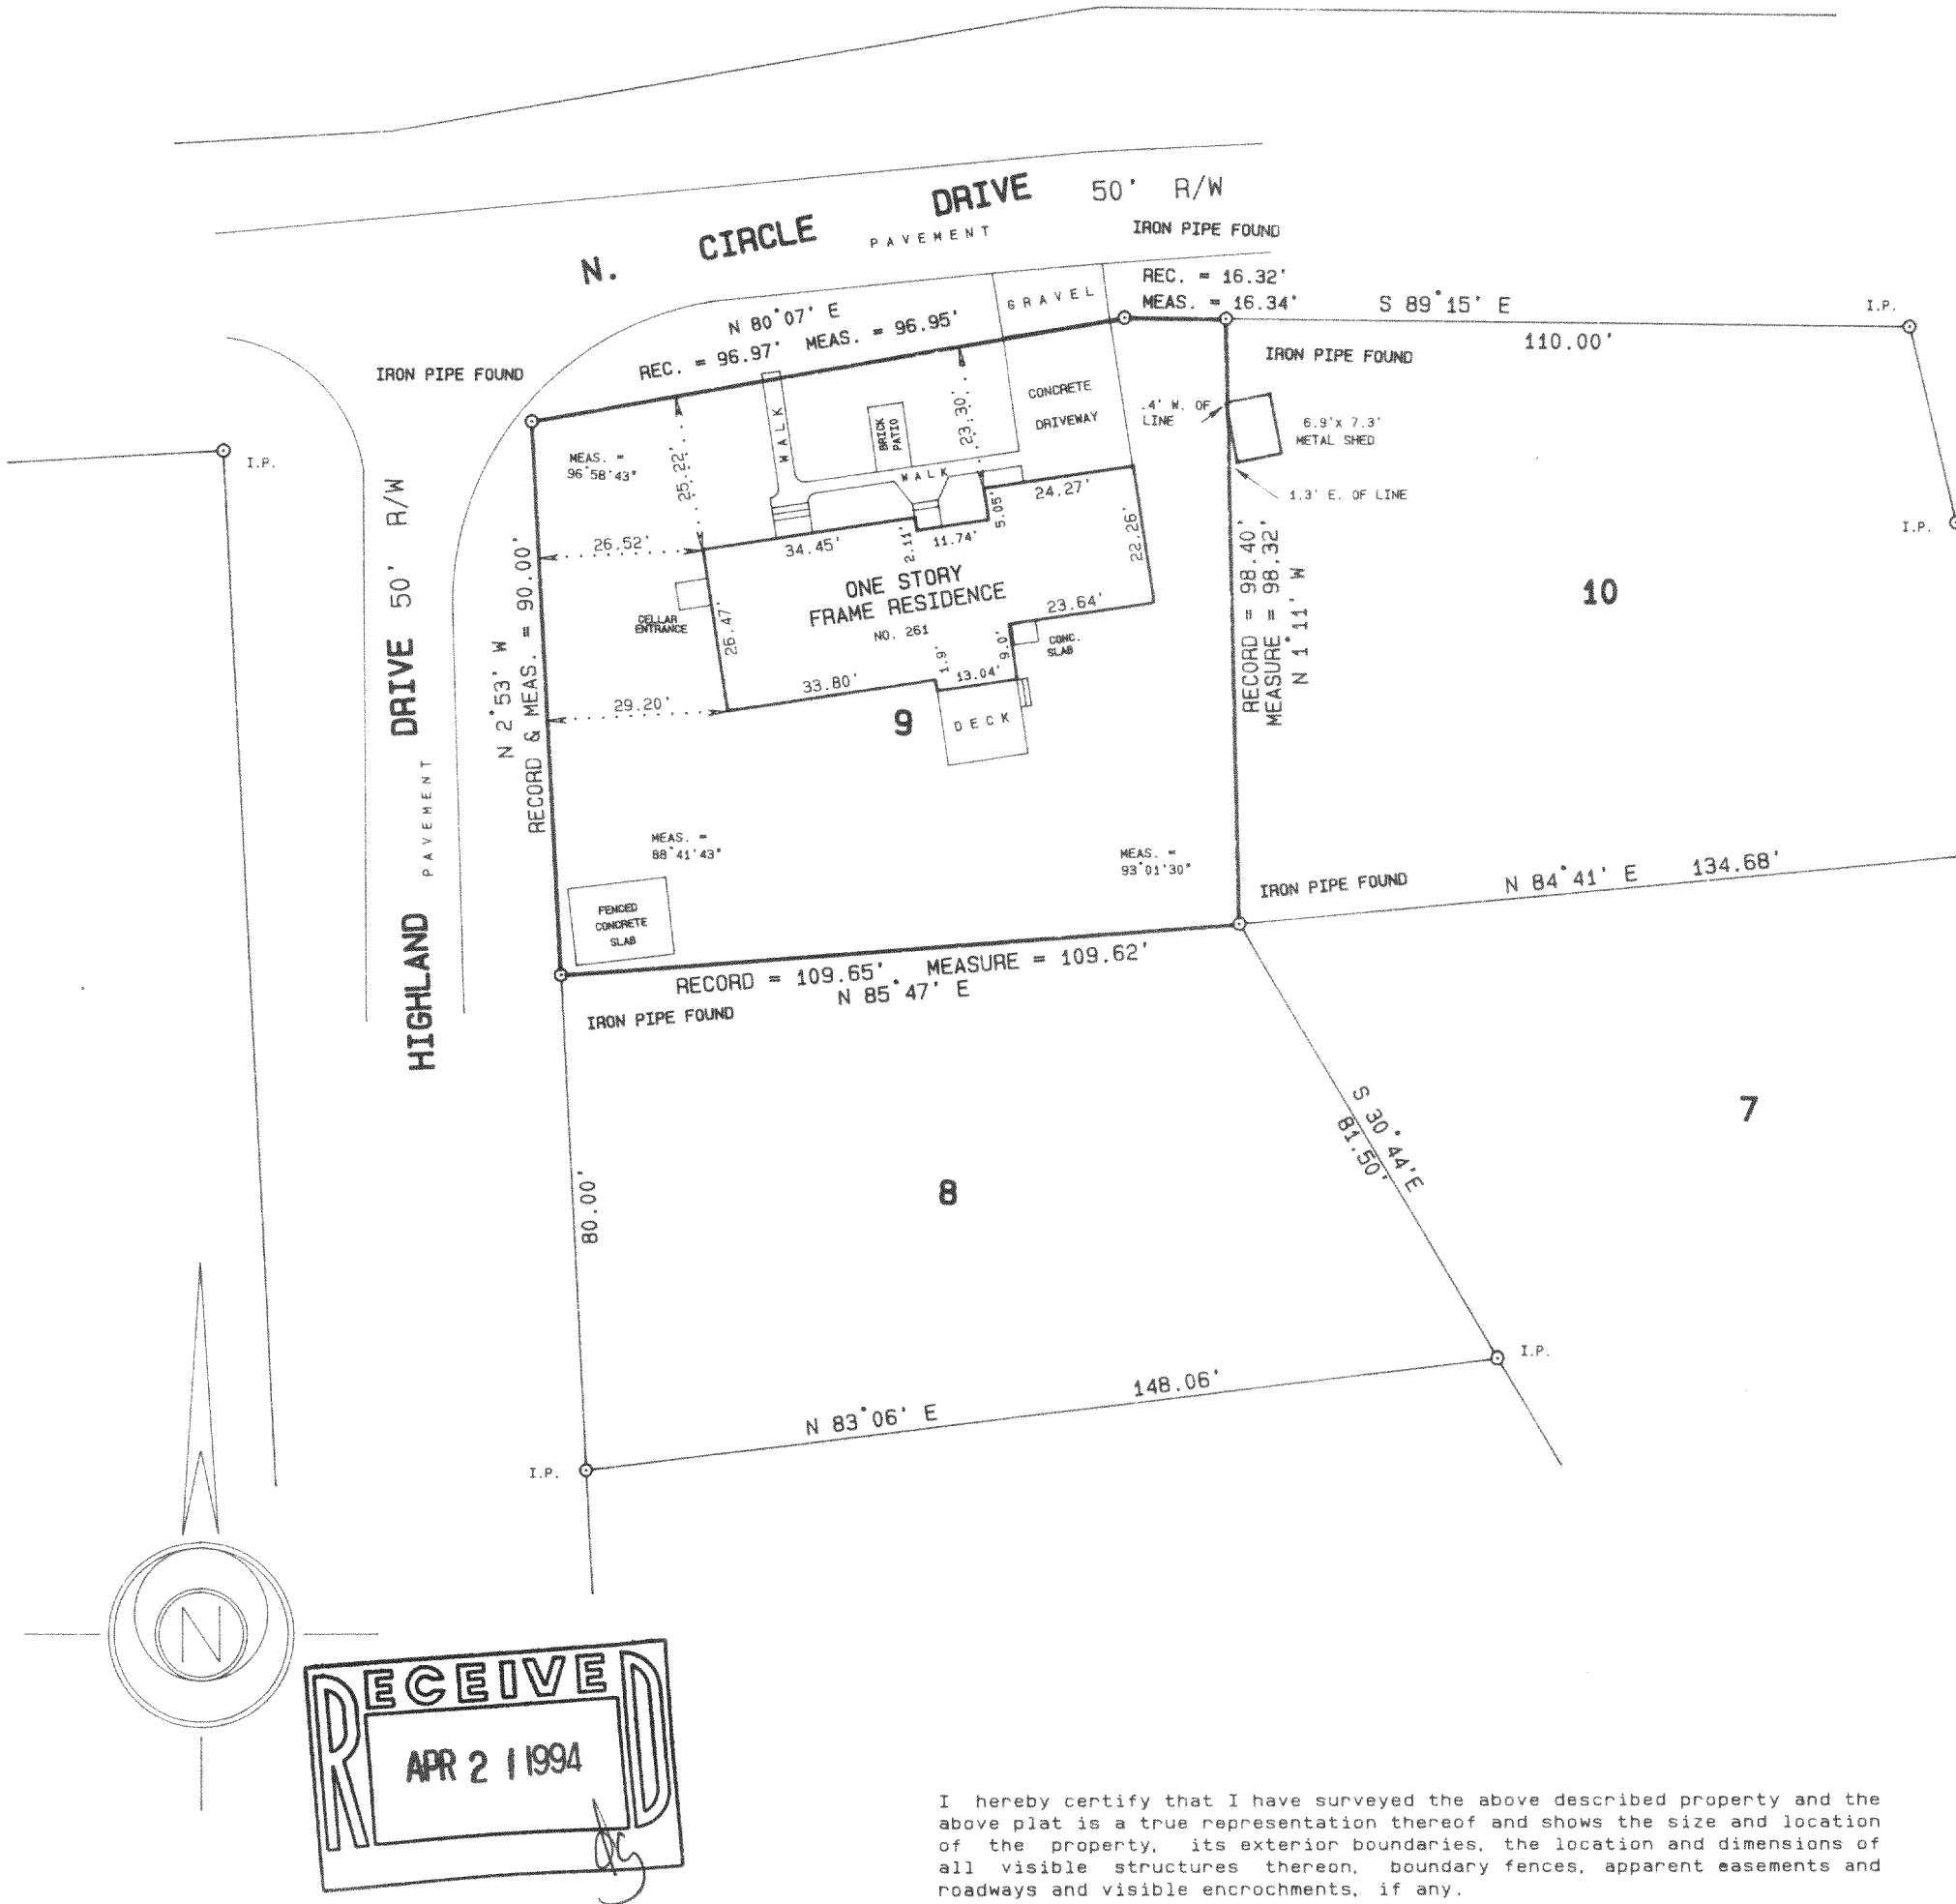 N. CIRCLE DRIVE 50' R/W
PAVEMENT
IRON PIPE FOUND
REC. = 16.32'
MEAS. = 16.34'
S 89°15' E
110.00'
I.P.
GRAVEL
N 80°07' E
REC. = 96.97' MEAS. = 96.95'
IRON PIPE FOUND
IRON PIPE FOUND
I.P.
MEAS. =
96°58'43"
25.22'
WALK
BRICK
PATIO
23.30'
CONCRETE
DRIVEWAY
.4' W. OF
LINE
6.9'x 7.3'
METAL SHED
1.3' E. OF LINE
I.P.
WALK
24.27'
5.05'
26.52'
34.45'
2.11'
11.74'
22.26'
ONE STORY
FRAME RESIDENCE
NO. 261
CELLAR
ENTRANCE
26.47'
23.64'
CONC.
SLAB
9.0'
1.9'
13.04'
33.80'
29.20'
DECK
9
10
HIGHLAND DRIVE 50' R/W
PAVEMENT
N 2°53' W
RECORD & MEAS. = 90.00'
RECORD = 98.40'
MEASURE = 98.32'
N 1°11' W
MEAS. =
88°41'43"
MEAS. =
93°01'30"
FENCED
CONCRETE
SLAB
IRON PIPE FOUND
N 84°41' E 134.68'
RECORD = 109.65' MEASURE = 109.62'
N 85°47' E
IRON PIPE FOUND
S 30°44'E
81.50'
7
8
80.00'
I.P.
148.06'
N 83°06' E
I.P.
N
RECEIVED
APR 21 1994
I hereby certify that I have surveyed the above described property and the
above plat is a true representation thereof and shows the size and location
of the property, its exterior boundaries, the location and dimensions of
all visible structures thereon, boundary fences, apparent easements and
roadways and visible encrochments, if any.